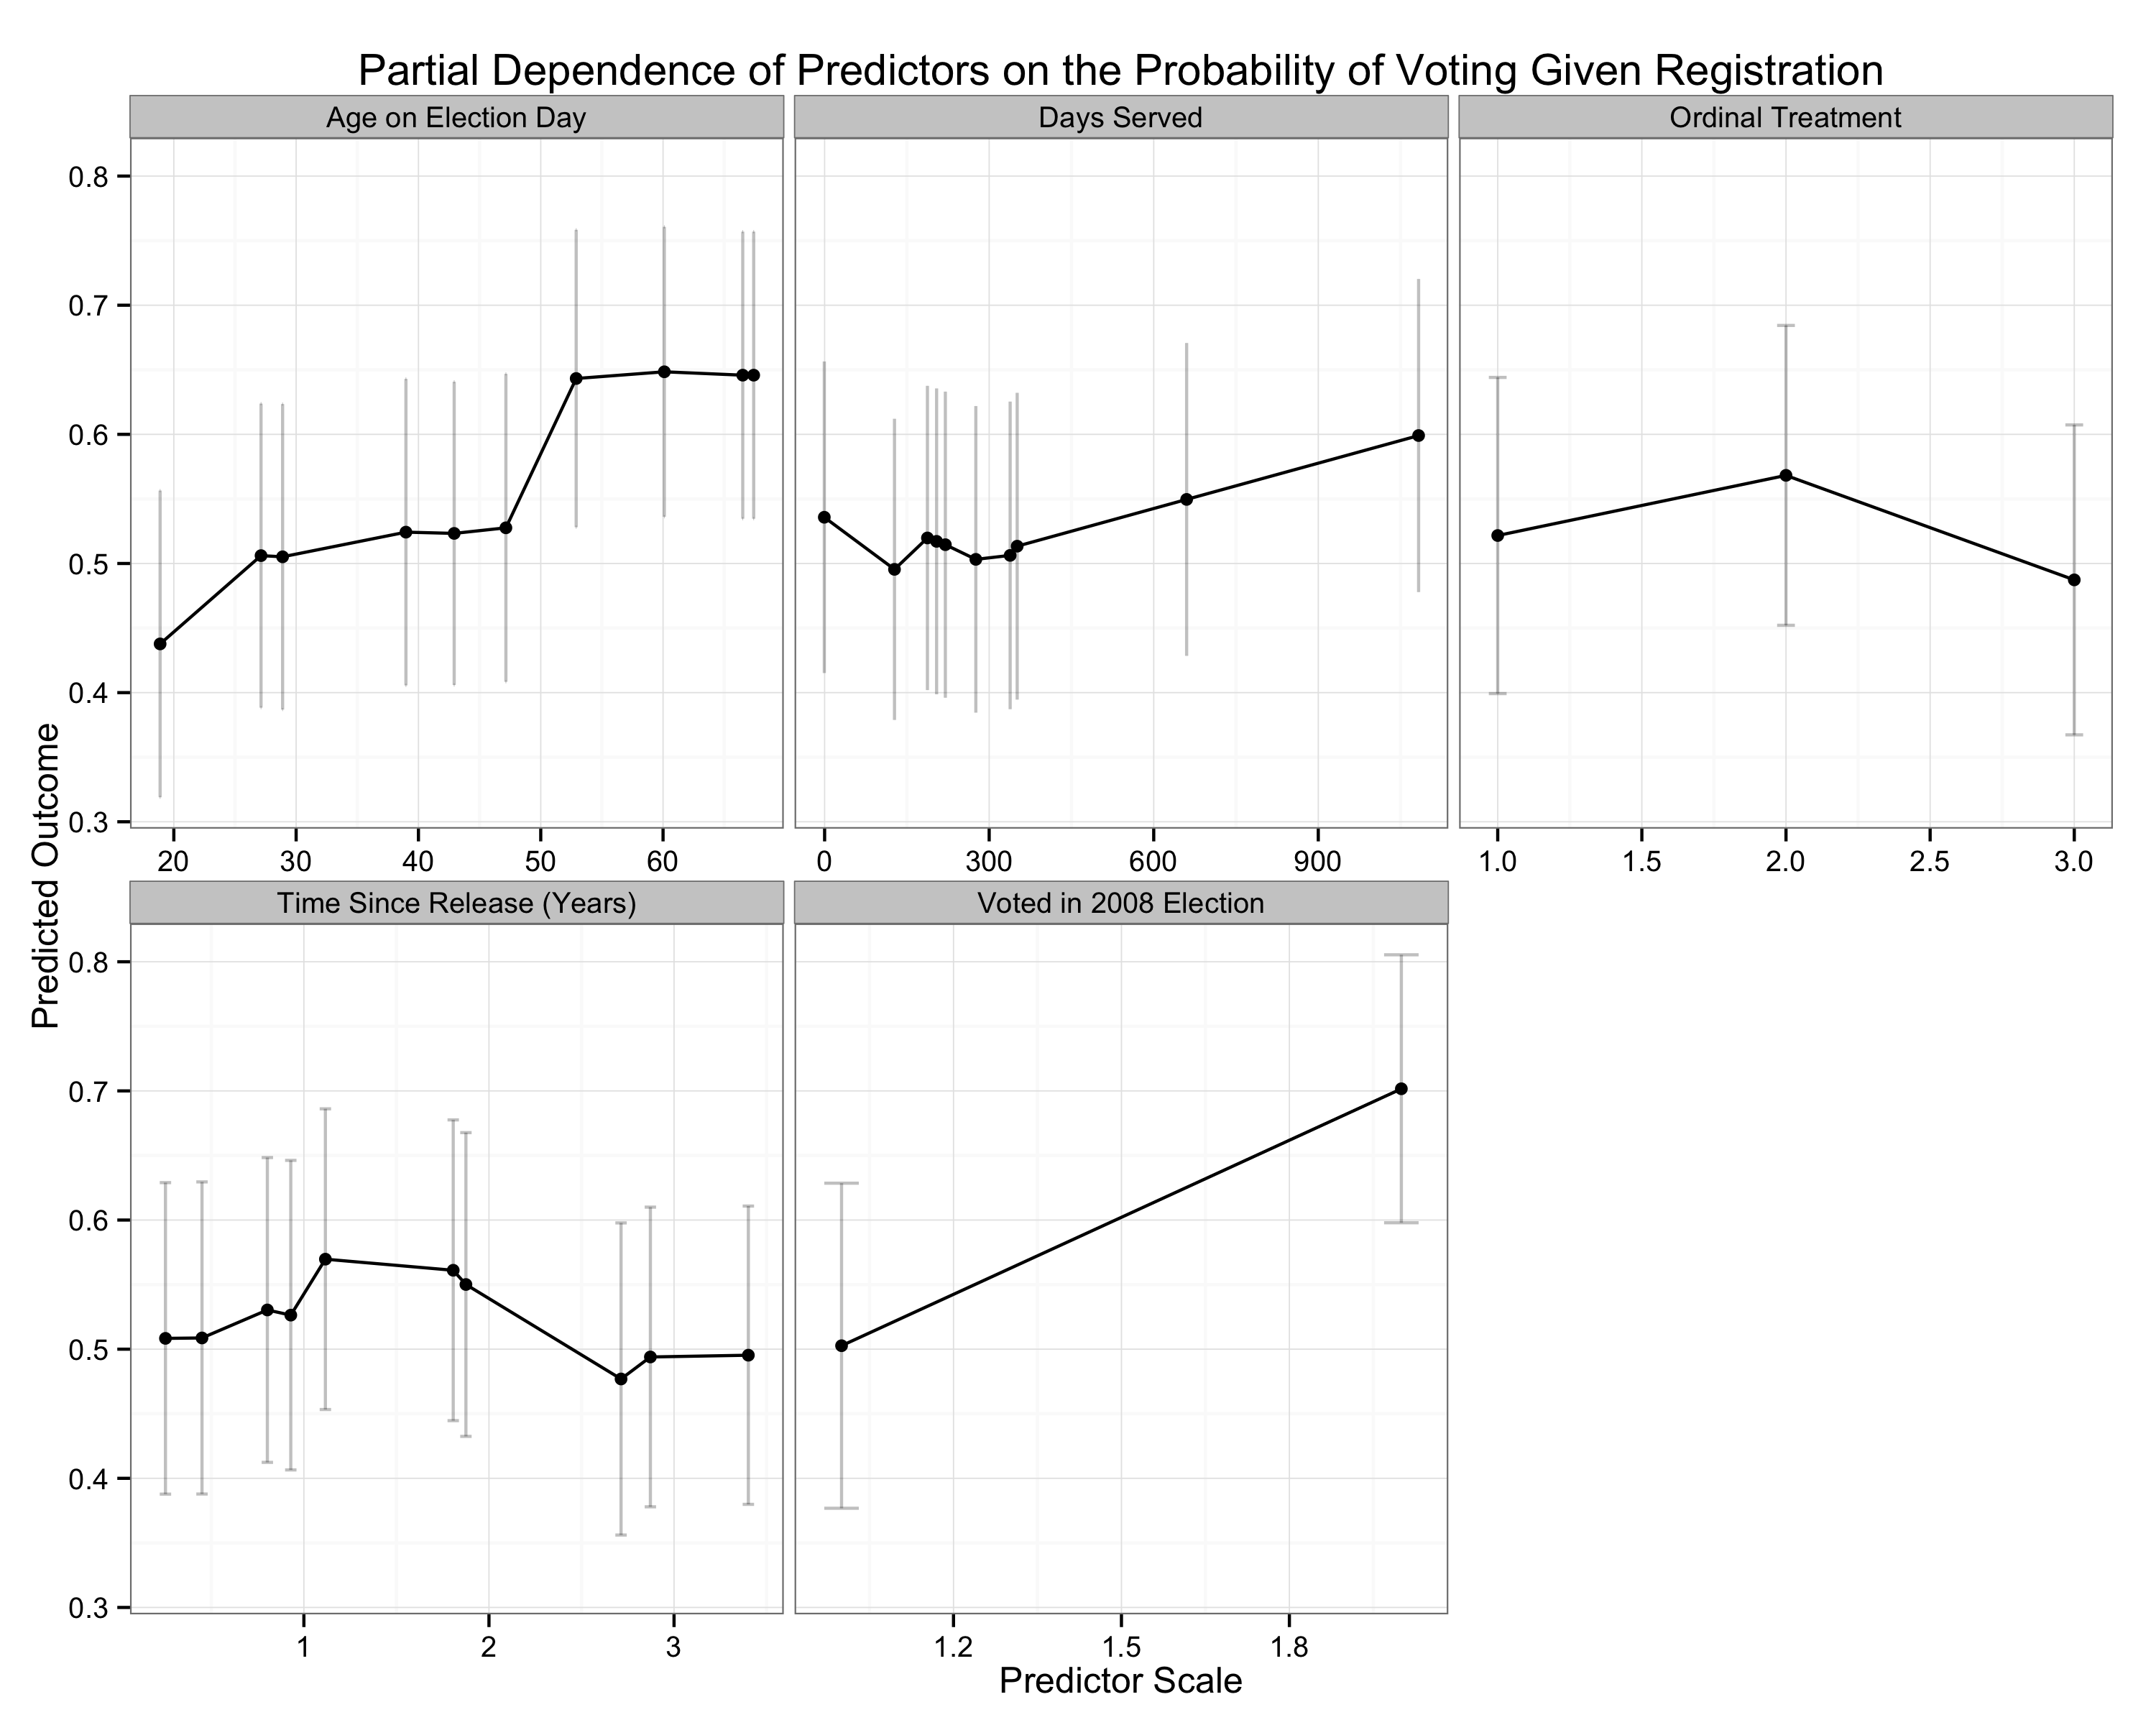 Partial Dependence of Predictors on the Probability of Voting Given Registration
Age on Election Day
Days Served
Ordinal Treatment
0.8
0.7
0.6
0.5
0.4
0.3
20 30 40 50 60
0 300 600 900
1.0 1.5 2.0 2.5 3.0
Predicted Outcome
Time Since Release (Years)
Voted in 2008 Election
0.8
0.7
0.6
0.5
0.4
0.3
1 2 3
1.2 1.5 1.8
Predictor Scale